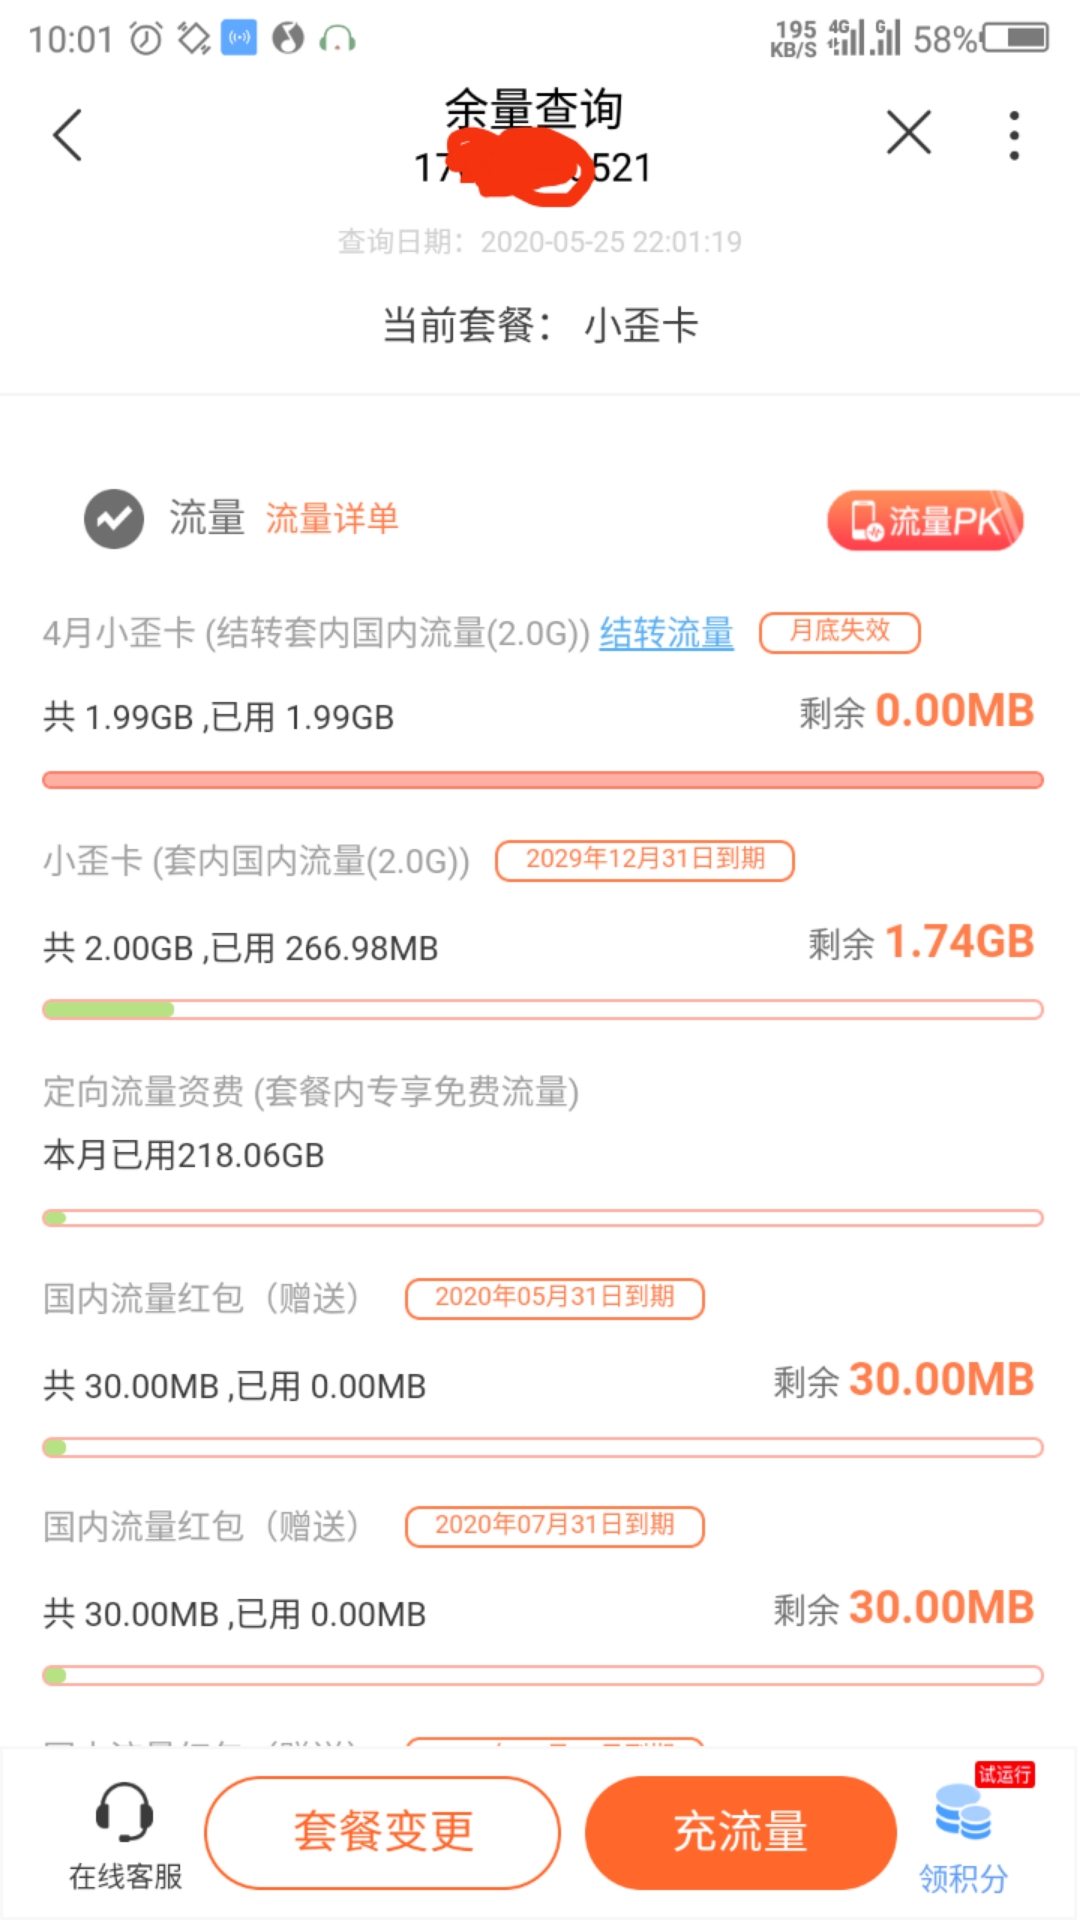 10:01
195 KB/S 4G G 58%
余量查询
17 521
查询日期：2020-05-25 22:01:19
当前套餐： 小歪卡
流量 流量详单 流量PK
4月小歪卡 (结转套内国内流量(2.0G)) 结转流量 月底失效
共 1.99GB ,已用 1.99GB 剩余 0.00MB
小歪卡 (套内国内流量(2.0G)) 2029年12月31日到期
共 2.00GB ,已用 266.98MB 剩余 1.74GB
定向流量资费 (套餐内专享免费流量)
本月已用218.06GB
国内流量红包（赠送） 2020年05月31日到期
共 30.00MB ,已用 0.00MB 剩余 30.00MB
国内流量红包（赠送） 2020年07月31日到期
共 30.00MB ,已用 0.00MB 剩余 30.00MB
试运行
在线客服 套餐变更 充流量 领积分